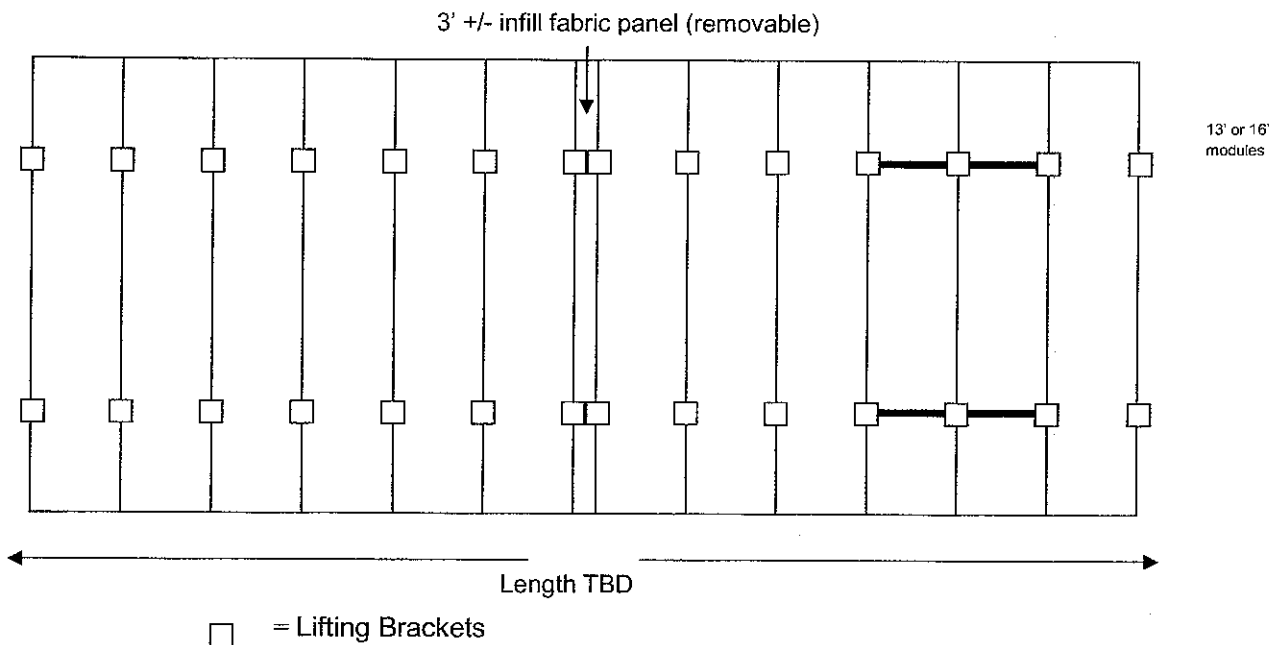 3' +/- infill fabric panel (removable)
13' or 16'
modules
Length TBD
= Lifting Brackets